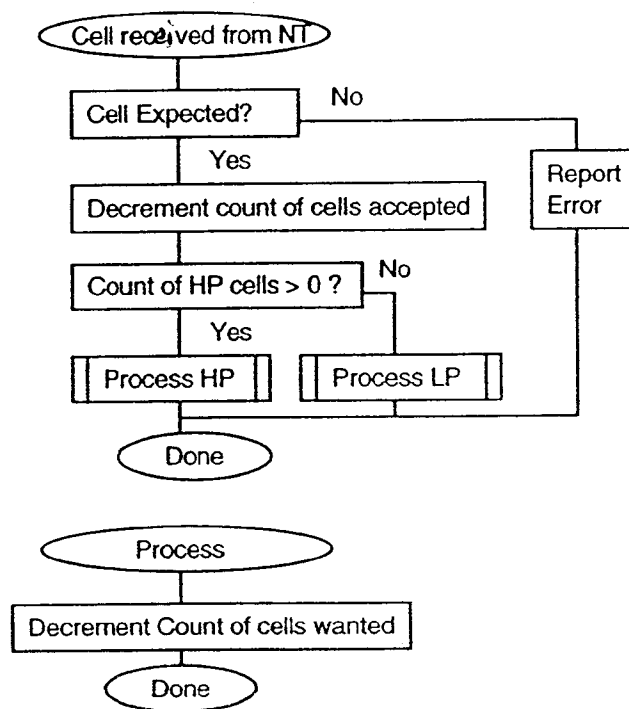 Cell received from NT
Cell Expected?
No
Yes
Report
Error
Decrement count of cells accepted
Count of HP cells > 0 ?
No
Yes
Process HP
Process LP
Done
Process
Decrement Count of cells wanted
Done